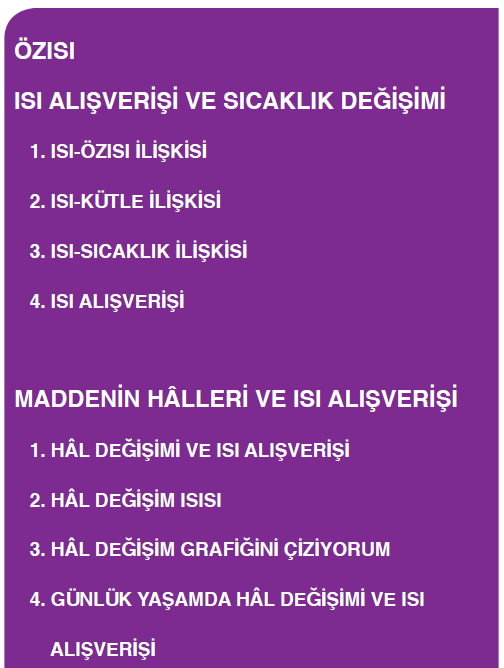 ÖZISI
ISI ALIŞVERİŞİ VE SICAKLIK DEĞİŞİMİ
1. ISI-ÖZISI İLİŞKİSİ
2. ISI-KÜTLE İLİŞKİSİ
3. ISI-SICAKLIK İLİŞKİSİ
4. ISI ALIŞVERİŞİ
MADDENİN HÂLLERİ VE ISI ALIŞVERİŞİ
1. HÂL DEĞİŞİMİ VE ISI ALIŞVERİŞİ
2. HÂL DEĞİŞİM ISISI
3. HÂL DEĞİŞİM GRAFİĞİNİ ÇİZİYORUM
4. GÜNLÜK YAŞAMDA HÂL DEĞİŞİMİ VE ISI
ALIŞVERİŞİ